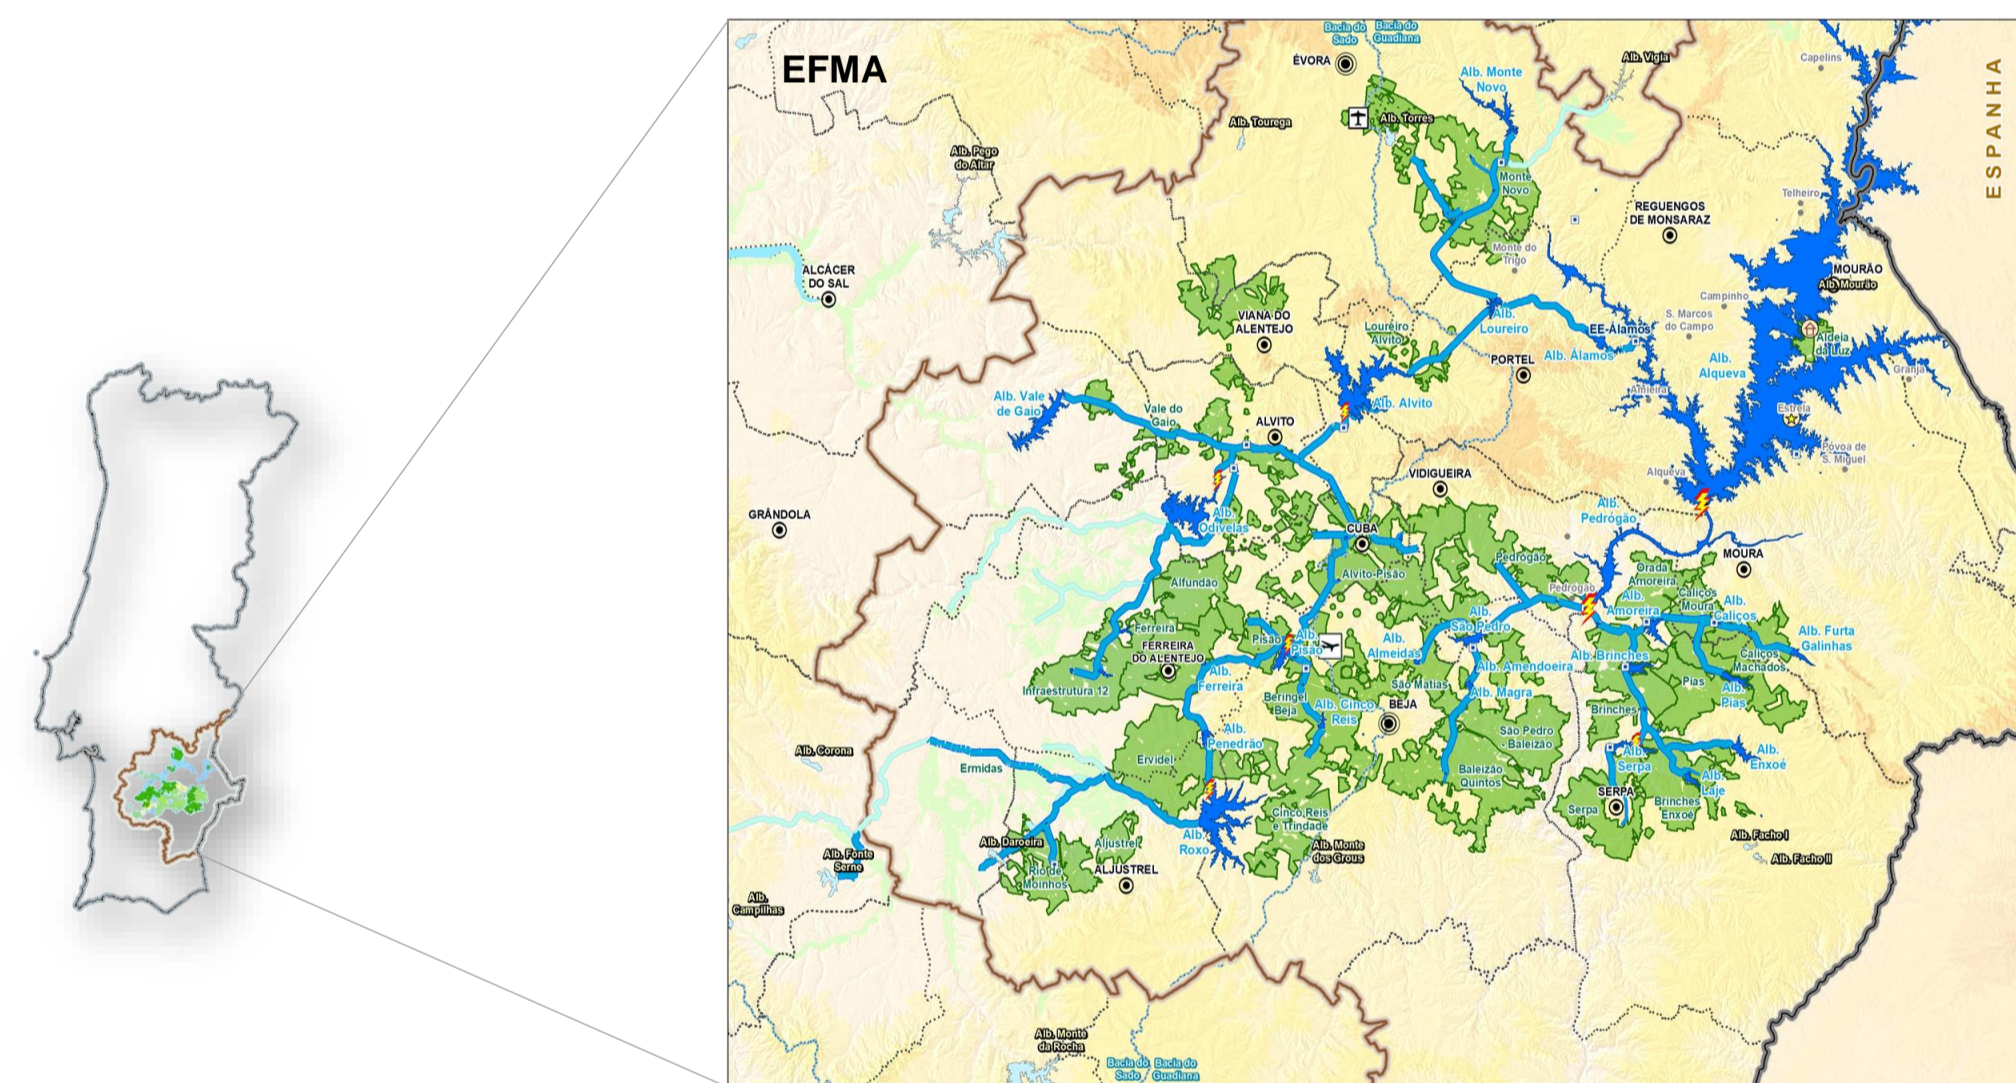 EFMA
Bacia do
Sado
Bacia do
Guadiana
ÉVORA
Alb. Monte
Novo
Alb. Vigia
Capelins
ESPANHA
Alb. Tourega
Alb. Torres
Alb. Pego
do Altar
Monte
Novo
Telheiro
REGUENGOS
DE MONSARAZ
Monte do
Trigo
ALCÁCER
DO SAL
MOURÃO
Alb. Mourão
Campinho
S. Marcos
do Campo
VIANA DO
ALENTEJO
Loureiro
Alvito
Alb.
Loureiro
EE-Álamos
Alb. Álamos
Aldeia
da Luz
PORTEL
Alb.
Alqueva
Granja
Amieira
Alb. Vale
de Gaio
Vale do
Gaio
Alb. Alvito
Estrela
ALVITO
Póvoa de
S. Miguel
VIDIGUEIRA
Alqueva
GRÂNDOLA
Alb.
Odivelas
Alb.
Pedrógão
CUBA
MOURA
Pedrógão
Alfundão
Alvito-Pisão
Orada
Amoreira
Pedrógão
Caliços
Moura
Alb.
Amoreira
Alb.
Caliços
Alb.
São Pedro
Ferreira
Pisão
Alb.
Pisão
Alb.
Almeidas
Alb. Furta
Galinhas
FERREIRA
DO ALENTEJO
Alb. Brinches
Caliços
Machados
Alb. Amendoeira
Alb.
Ferreira
Infraestrutura 12
São Matias
Pias
Alb.
Pias
Alb. Magra
Beringel
Beja
Alb. Cinco
Reis
BEJA
Brinches
Alb.
Penedrão
São Pedro
- Baleizão
Alb. Corona
Ermidas
Ervidel
Alb.
Serpa
Alb.
Enxoé
Baleizão
Quintos
Alb.
Laje
SERPA
Serpa
Brinches
Enxoé
Cinco Reis
e Trindade
Alb. Facho I
Alb. Facho II
Alb. Fonte
Serne
Alb. Daroeira
Aljustrel
Alb.
Roxo
Alb. Monte
dos Grous
Rio de
Moinhos
ALJUSTREL
Alb.
Campilhas
Alb. Monte
da Rocha
Bacia do
Sado
Bacia do
Guadiana